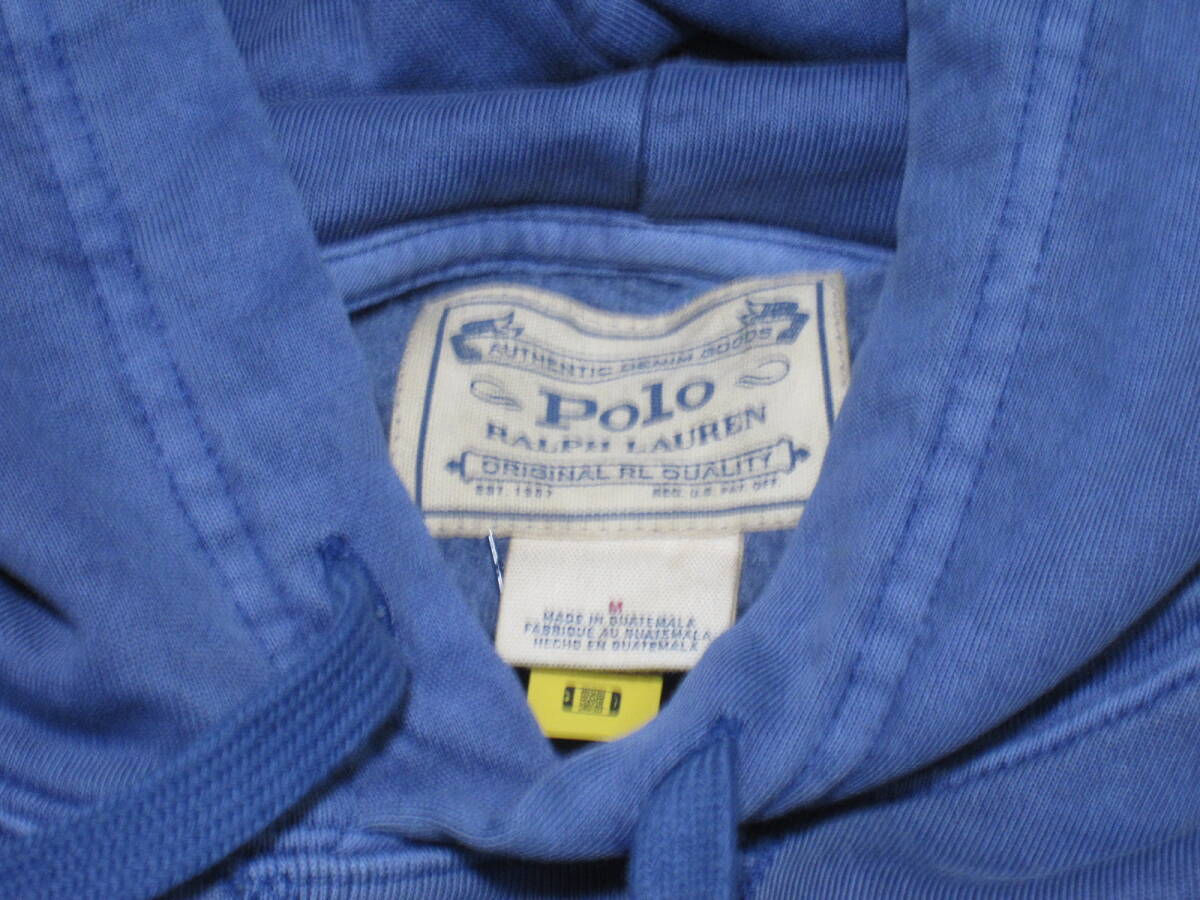 AUTHENTIC DENIM GOODS
Polo
RALPH LAUREN
ORIGINAL RL QUALITY
EST. 1967 REG. U.S. PAT. OFF.
M
MADE IN GUATEMALA
FABRIQUE AU GUATEMALA
HECHO EN GUATEMALA